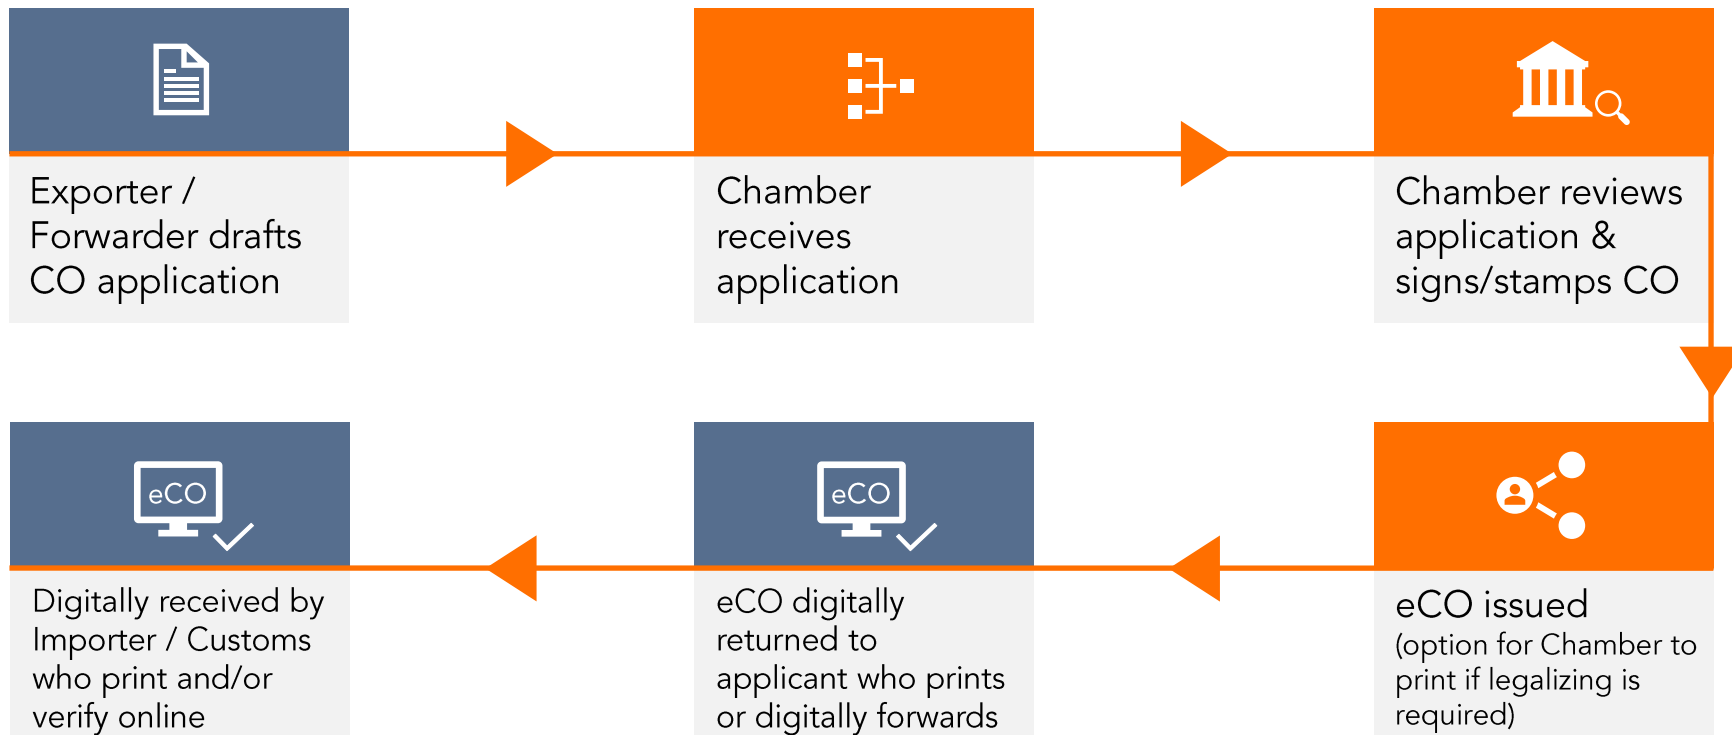 Exporter /
Forwarder drafts
CO application
Chamber
receives
application
Chamber reviews
application &
signs/stamps CO
eCO issued
(option for Chamber to
print if legalizing is
required)
eCO
eCO digitally
returned to
applicant who prints
or digitally forwards
eCO
Digitally received by
Importer / Customs
who print and/or
verify online